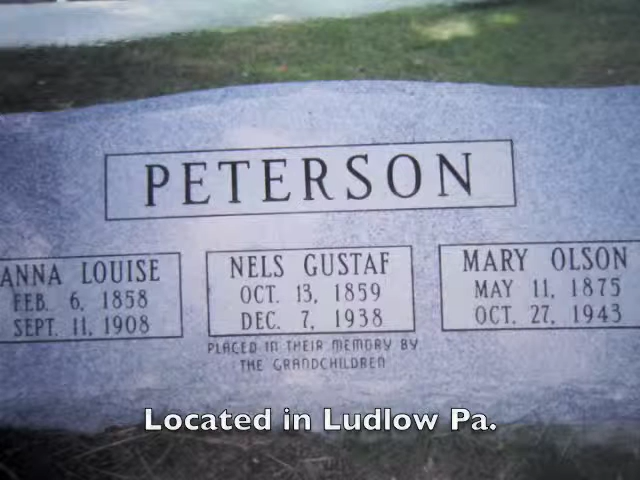 PETERSON
ANNA LOUISE
FEB. 6, 1858
SEPT. 11, 1908
NELS GUSTAF
OCT. 13, 1859
DEC. 7, 1938
PLACED IN THEIR MEMORY BY
THE GRANDCHILDREN
MARY OLSON
MAY 11, 1875
OCT. 27, 1943
Located in Ludlow Pa.